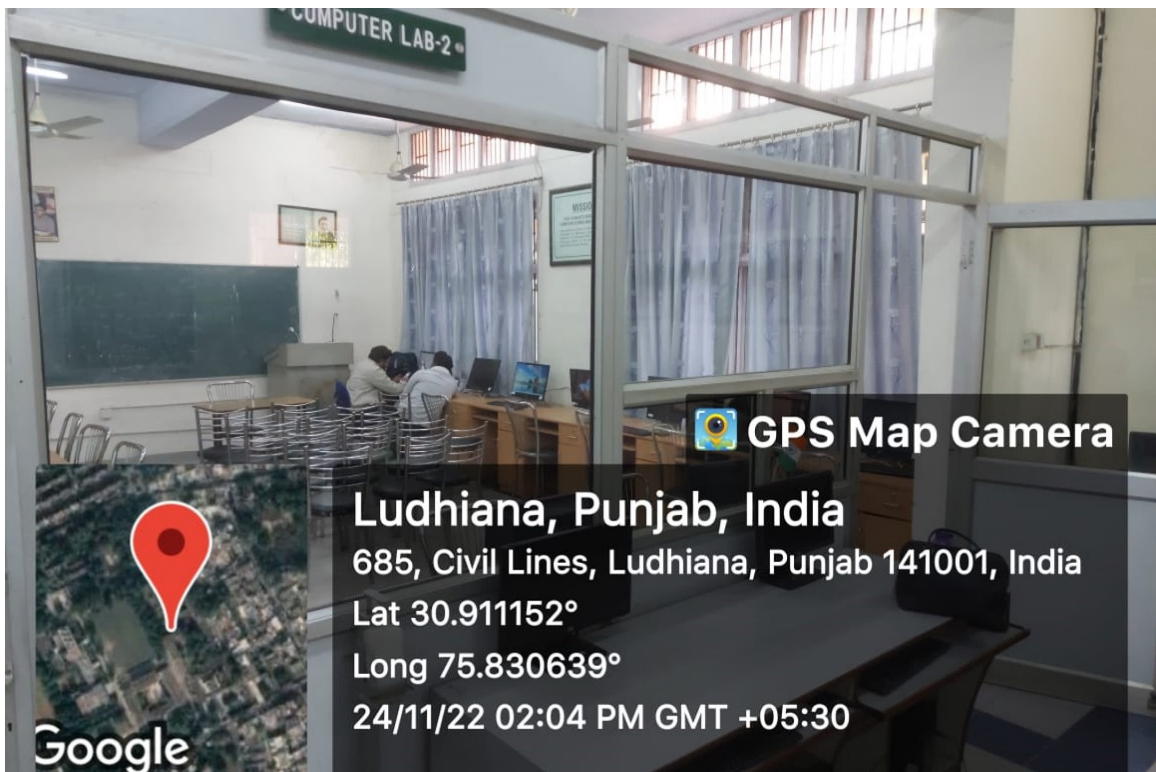 COMPUTER LAB-2
MISSION
GPS Map Camera
Ludhiana, Punjab, India
685, Civil Lines, Ludhiana, Punjab 141001, India
Lat 30.911152°
Long 75.830639°
24/11/22 02:04 PM GMT +05:30
Google